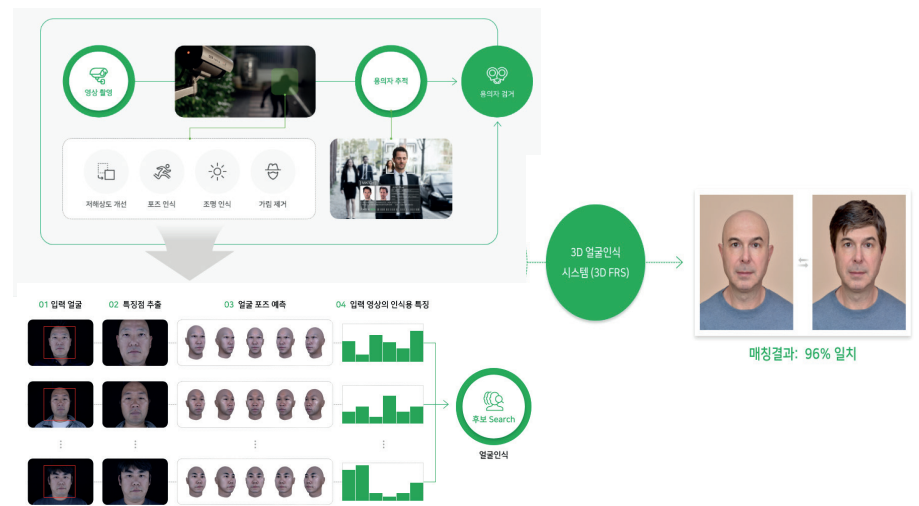 영상 촬영
용의자 추적
용의자 검거
저해상도 개선
포즈 인식
조명 인식
가림 제거
3D 얼굴인식
시스템 (3D FRS)
매칭결과: 96% 일치
01 입력 얼굴
02 특징점 추출
03 얼굴 포즈 예측
04 입력 영상의 인식용 특징
후보 Search
얼굴인식